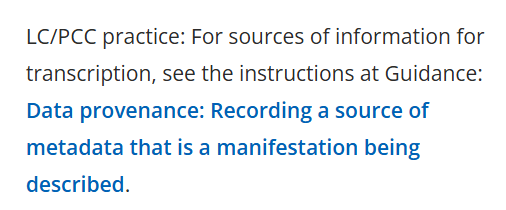 LC/PCC practice: For sources of information for
transcription, see the instructions at Guidance:
Data provenance: Recording a source of
metadata that is a manifestation being
described.